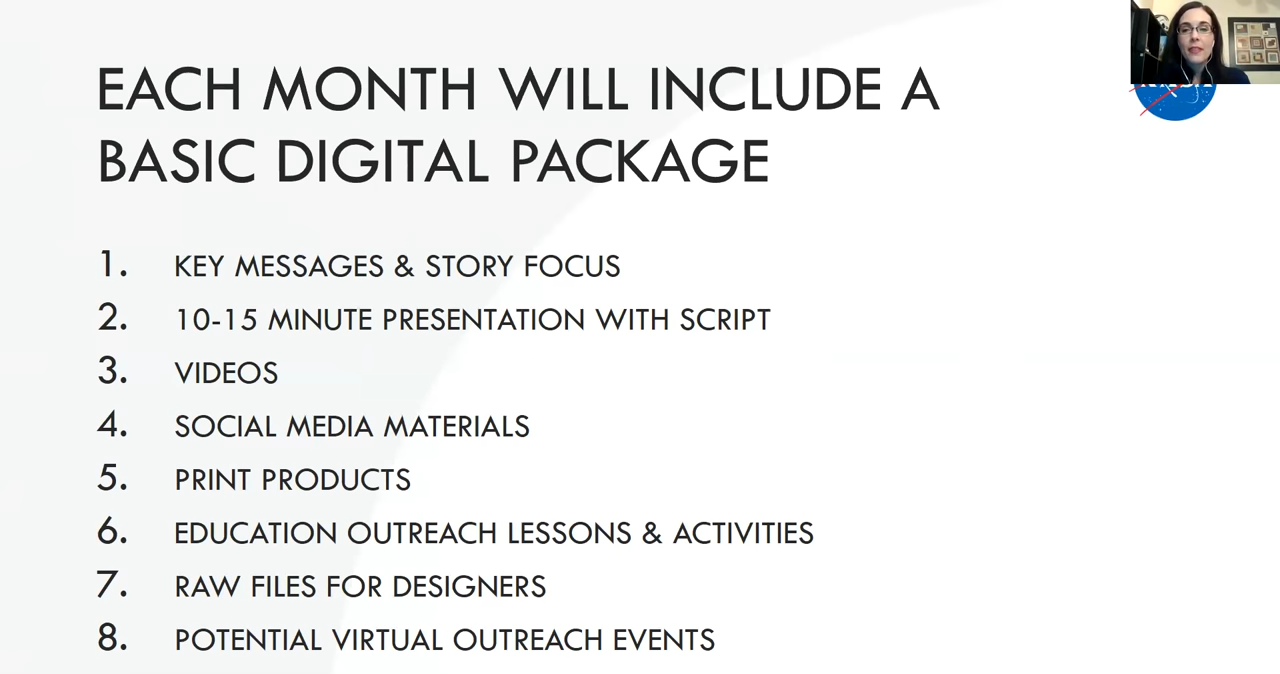 EACH MONTH WILL INCLUDE A
BASIC DIGITAL PACKAGE
1. KEY MESSAGES & STORY FOCUS
2. 10-15 MINUTE PRESENTATION WITH SCRIPT
3. VIDEOS
4. SOCIAL MEDIA MATERIALS
5. PRINT PRODUCTS
6. EDUCATION OUTREACH LESSONS & ACTIVITIES
7. RAW FILES FOR DESIGNERS
8. POTENTIAL VIRTUAL OUTREACH EVENTS